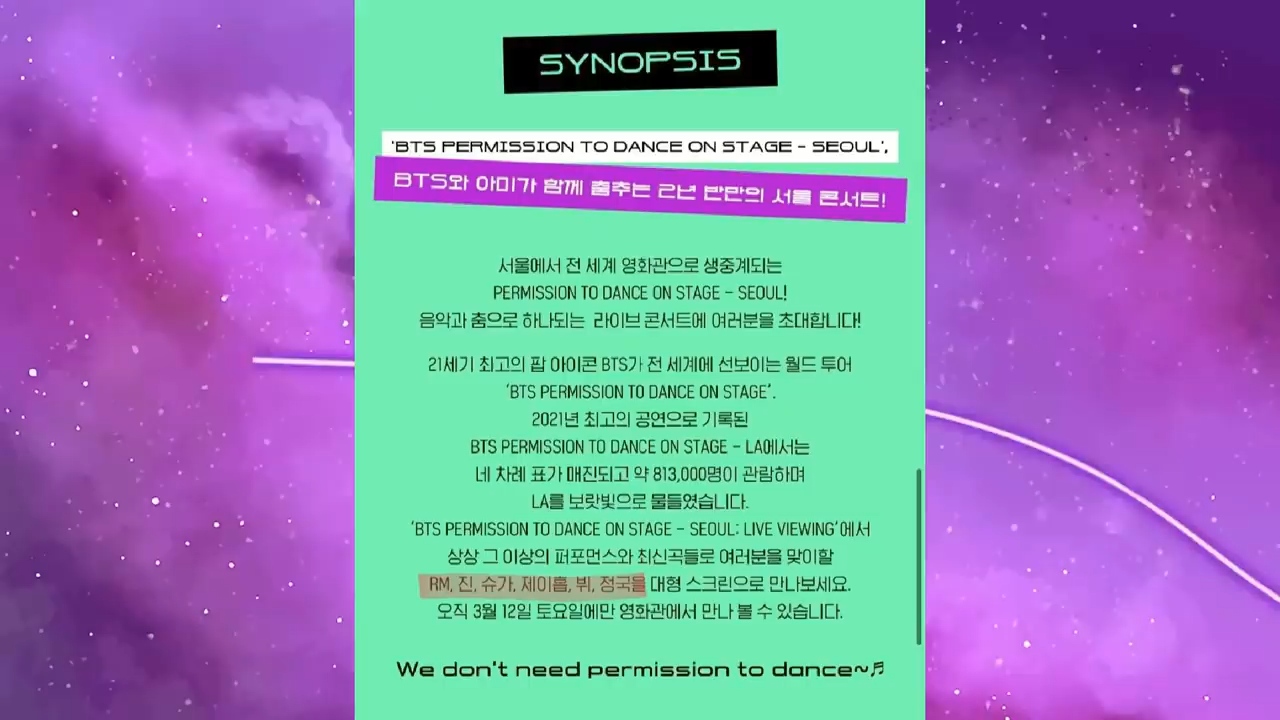 SYNOPSIS
'BTS PERMISSION TO DANCE ON STAGE - SEOUL',
BTS와 아미가 함께 춤추는 2년 반만의 서울 콘서트!
서울에서 전 세계 영화관으로 생중계되는
PERMISSION TO DANCE ON STAGE - SEOUL!
음악과 춤으로 하나되는 라이브 콘서트에 여러분을 초대합니다!
21세기 최고의 팝 아이콘 BTS가 전 세계에 선보이는 월드 투어
'BTS PERMISSION TO DANCE ON STAGE'.
2021년 최고의 공연으로 기록된
BTS PERMISSION TO DANCE ON STAGE - LA에서는
네 차례 표가 매진되고 약 813,000명이 관람하며
LA를 보랏빛으로 물들였습니다.
'BTS PERMISSION TO DANCE ON STAGE - SEOUL: LIVE VIEWING'에서
상상 그 이상의 퍼포먼스와 최신곡들로 여러분을 맞이할
RM, 진, 슈가, 제이홉, 뷔, 정국을 대형 스크린으로 만나보세요.
오직 3월 12일 토요일에만 영화관에서 만나 볼 수 있습니다.
We don't need permission to dance~♬